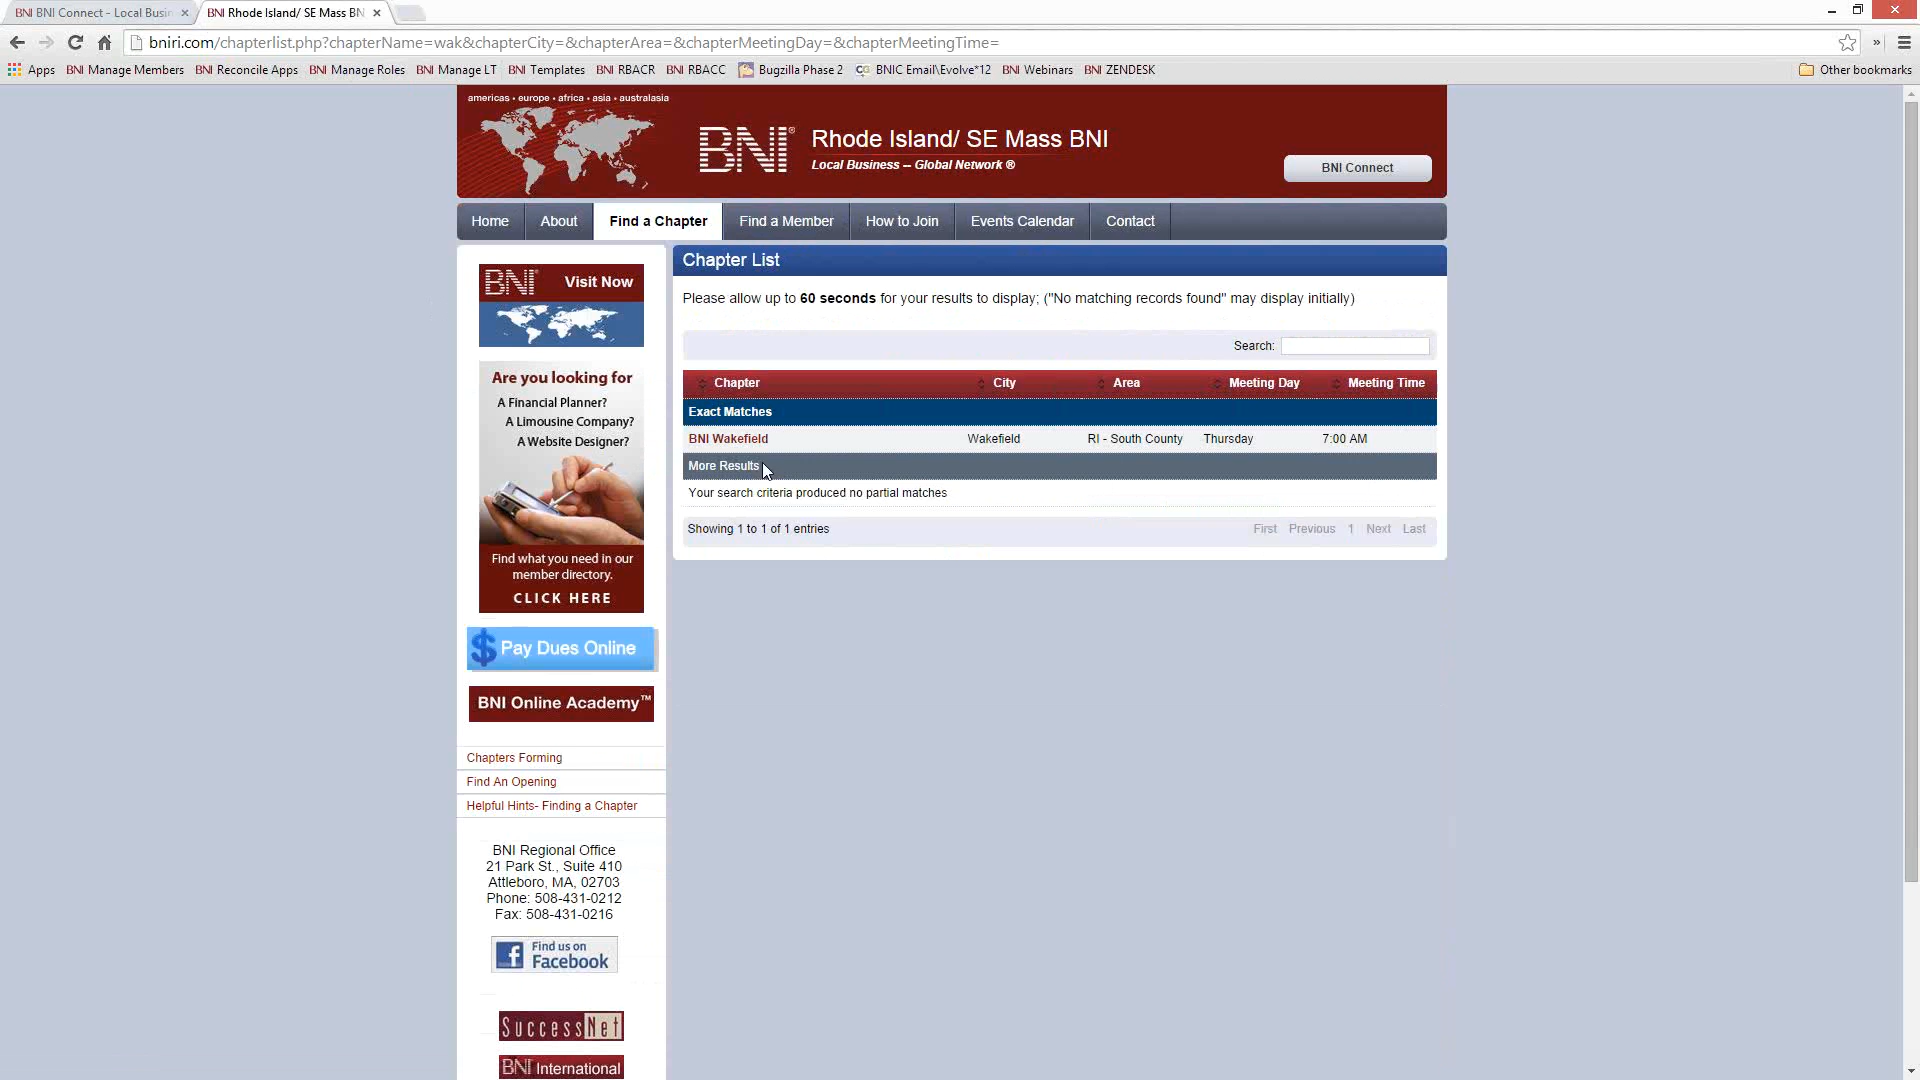 BNI BNI Connect - Local Busin
BNI Rhode Island/ SE Mass BN
bniri.com/chapterlist.php?chapterName=wak&chapterCity=&chapterArea=&chapterMeetingDay=&chapterMeetingTime=
Apps BNI BNI Manage Members BNI Reconcile Apps BNI Manage Roles BNI Manage LT BNI Templates BNI RBACR BNI RBACC Bugzilla Phase 2 CO BNIC Email\Evolve*12 BNI Webinars BNI ZENDESK Other bookmarks
americas • europe • africa • asia • australasia
BNI®
Rhode Island/ SE Mass BNI
Local Business -- Global Network ®
BNI Connect
Home About Find a Chapter Find a Member How to Join Events Calendar Contact
BNI® Visit Now
Are you looking for
A Financial Planner?
A Limousine Company?
A Website Designer?
Find what you need in our
member directory.
CLICK HERE
$ Pay Dues Online
BNI Online Academy™
Chapters Forming
Find An Opening
Helpful Hints- Finding a Chapter
BNI Regional Office
21 Park St., Suite 410
Attleboro, MA, 02703
Phone: 508-431-0212
Fax: 508-431-0216
f Find us on
Facebook
SuccessNet
BNI International
Chapter List
Please allow up to 60 seconds for your results to display; ("No matching records found" may display initially)
Search:
Chapter City Area Meeting Day Meeting Time
Exact Matches
BNI Wakefield Wakefield RI - South County Thursday 7:00 AM
More Results
Your search criteria produced no partial matches
Showing 1 to 1 of 1 entries
First Previous 1 Next Last